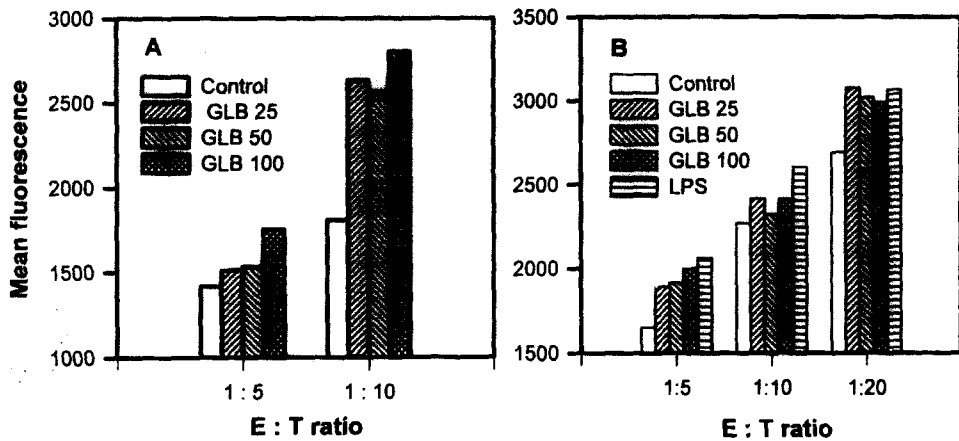 Mean fluorescence
3000
2500
2000
1500
1000
A
Control
GLB 25
GLB 50
GLB 100
1 : 5
1 : 10
E : T ratio
3500
3000
2500
2000
1500
B
Control
GLB 25
GLB 50
GLB 100
LPS
1:5
1:10
1:20
E : T ratio